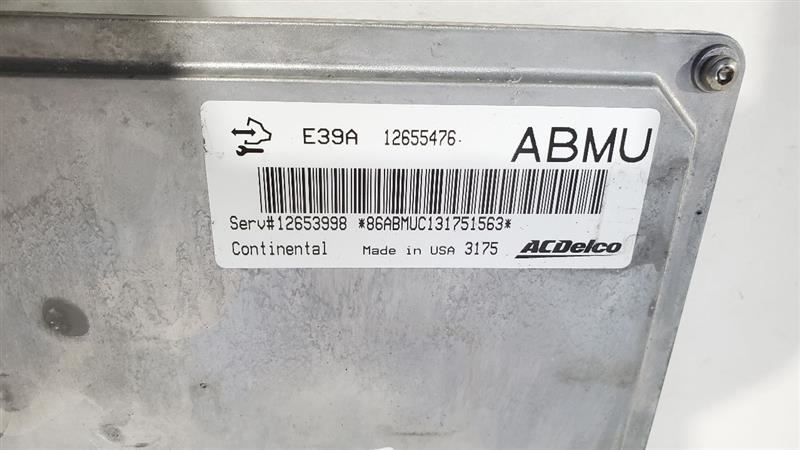 E39A 12655476 ABMU
Serv#12653998 *86ABMUC131751563*
Continental Made in USA 3175 ACDelco